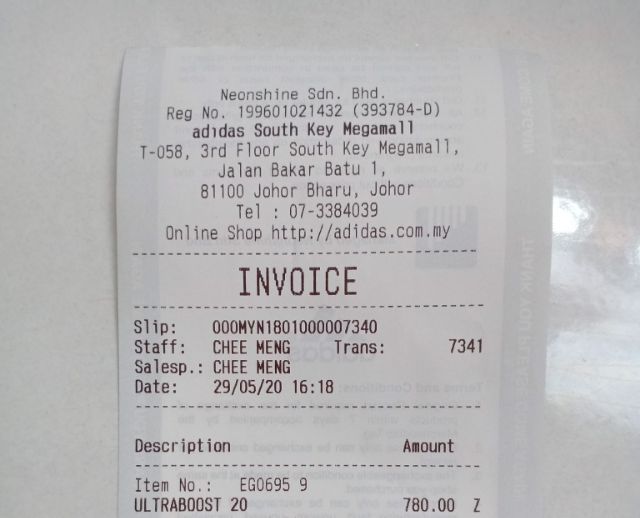 Neonshine Sdn. Bhd.
Reg No. 199601021432 (393784-D)
adidas South Key Megamall
T-058, 3rd Floor South Key Megamall,
Jalan Bakar Batu 1,
81100 Johor Bharu, Johor
Tel : 07-3384039
Online Shop http://adidas.com.my
INVOICE
Slip: 000MYN1801000007340
Staff: CHEE MENG Trans: 7341
Salesp.: CHEE MENG
Date: 29/05/20 16:18
Description Amount
Item No.: EG0695 9
ULTRABOOST 20 780.00 Z